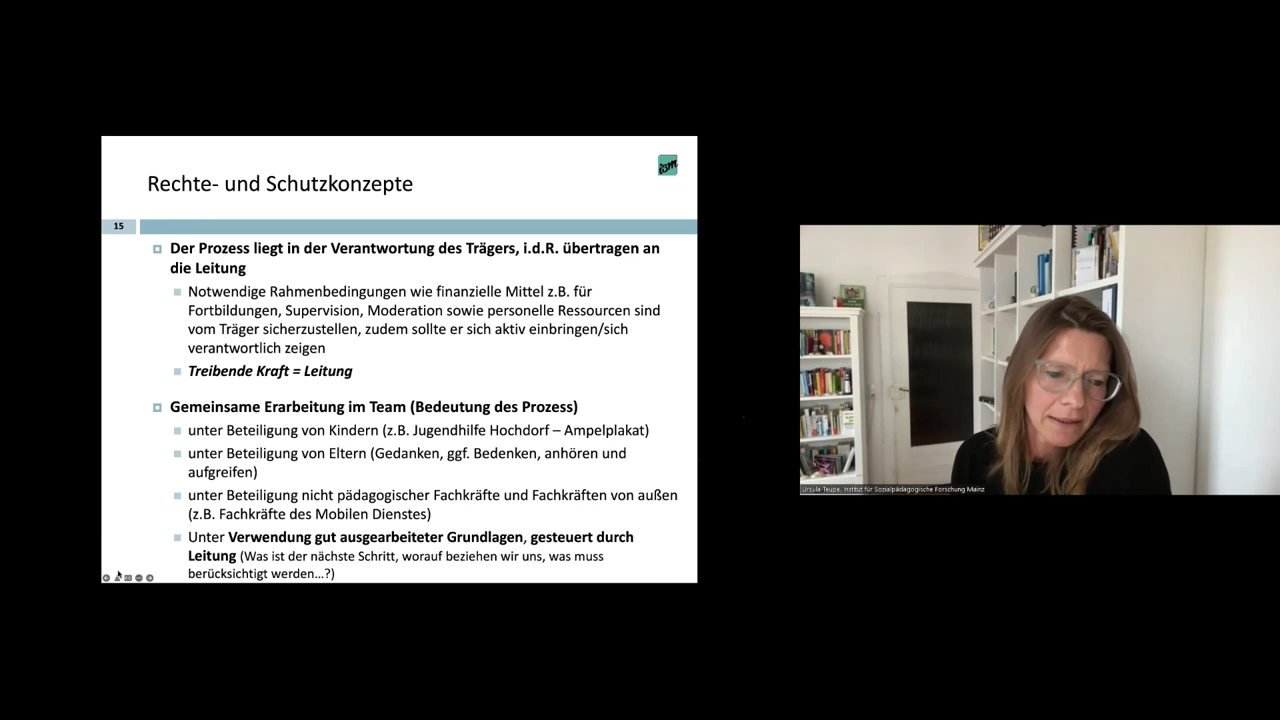 ism
Rechte- und Schutzkonzepte
15
Der Prozess liegt in der Verantwortung des Trägers, i.d.R. übertragen an
die Leitung
Notwendige Rahmenbedingungen wie finanzielle Mittel z.B. für
Fortbildungen, Supervision, Moderation sowie personelle Ressourcen sind
vom Träger sicherzustellen, zudem sollte er sich aktiv einbringen/sich
verantwortlich zeigen
Treibende Kraft = Leitung
Gemeinsame Erarbeitung im Team (Bedeutung des Prozess)
unter Beteiligung von Kindern (z.B. Jugendhilfe Hochdorf – Ampelplakat)
unter Beteiligung von Eltern (Gedanken, ggf. Bedenken, anhören und
aufgreifen)
unter Beteiligung nicht pädagogischer Fachkräfte und Fachkräften von außen
(z.B. Fachkräfte des Mobilen Dienstes)
Unter Verwendung gut ausgearbeiteter Grundlagen, gesteuert durch
Leitung (Was ist der nächste Schritt, worauf beziehen wir uns, was muss
berücksichtigt werden…?)
Ursula Teupe, Institut für Sozialpädagogische Forschung Mainz